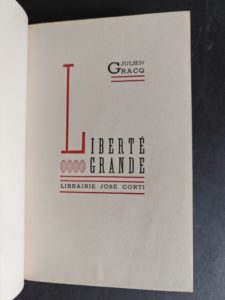 JULIEN
GRACQ
LIBERTÉ
GRANDE
LIBRAIRIE JOSÉ CORTI